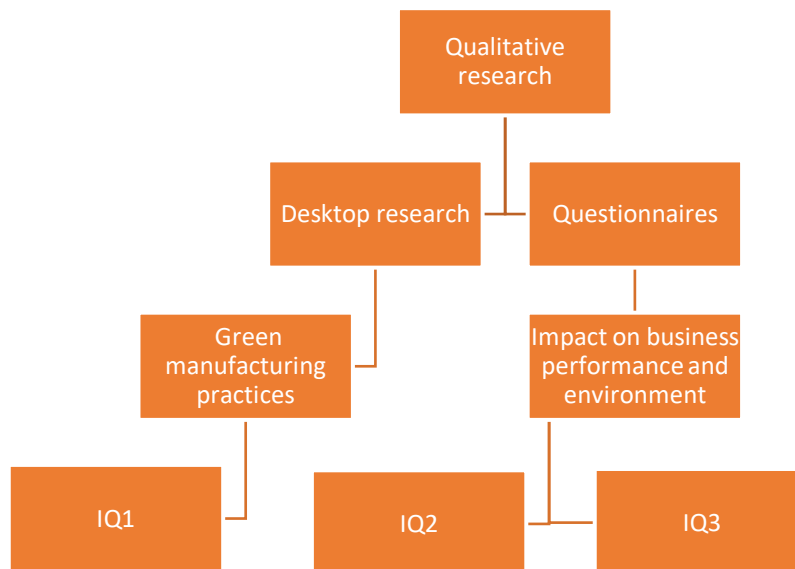 Qualitative
research
Desktop research
Questionnaires
Green
manufacturing
practices
Impact on business
performance and
environment
IQ1
IQ2
IQ3